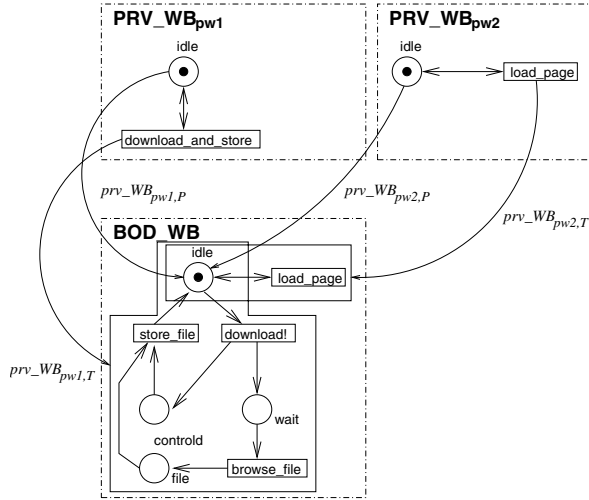 PRV_WBpw1
PRV_WBpw2
idle
idle
load_page
download_and_store
prv_WBpw1,P
prv_WBpw2,P
prv_WBpw2,T
BOD_WB
idle
load_page
store_file
download!
prv_WBpw1,T
wait
controld
file
browse_file